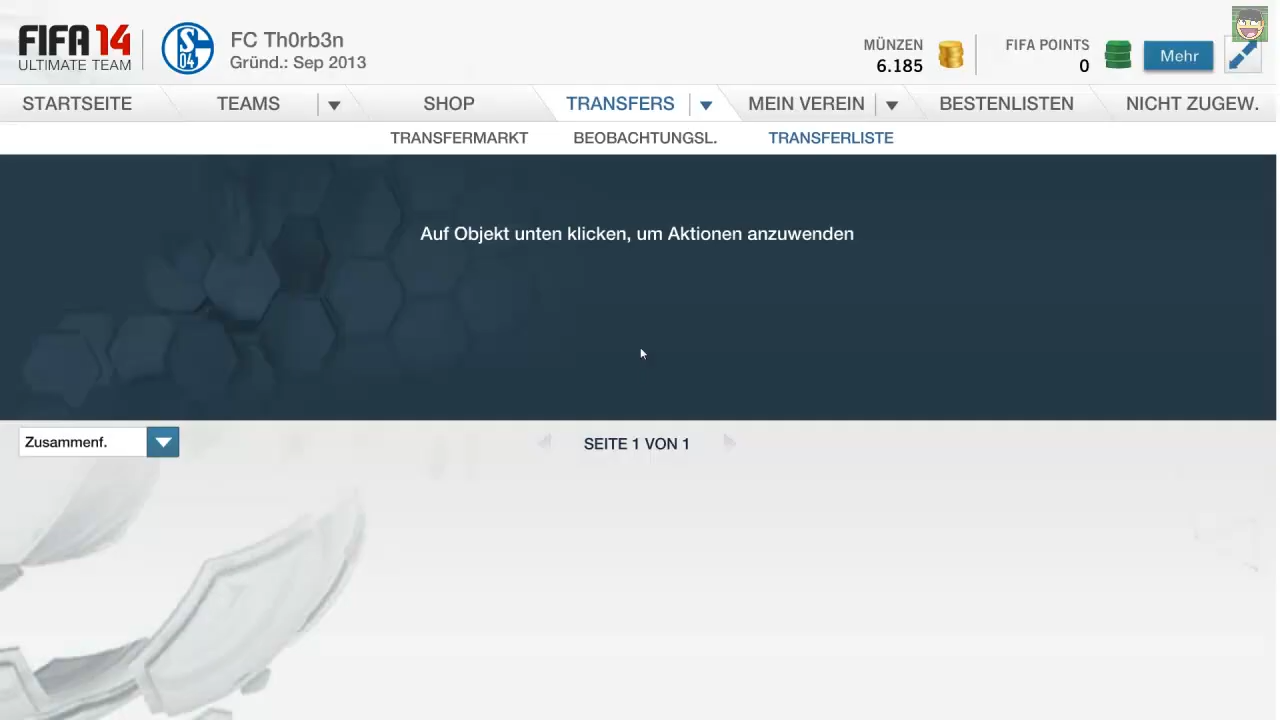 FIFA 14
ULTIMATE TEAM
S
04
FC Th0rb3n
Gründ.: Sep 2013
MÜNZEN
6.185
FIFA POINTS
0
Mehr
STARTSEITE
TEAMS
SHOP
TRANSFERS
MEIN VEREIN
BESTENLISTEN
NICHT ZUGEW.
TRANSFERMARKT
BEOBACHTUNGSL.
TRANSFERLISTE
Auf Objekt unten klicken, um Aktionen anzuwenden
Zusammenf.
SEITE 1 VON 1